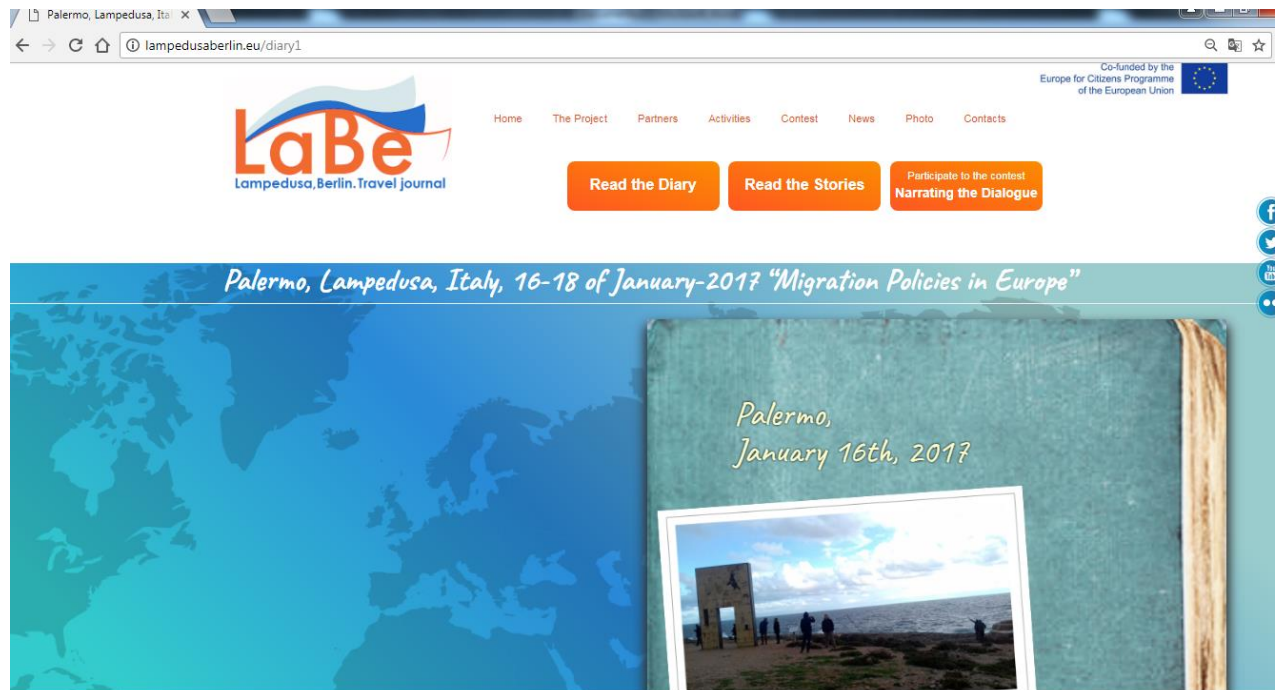 Palermo, Lampedusa, Ita
lampedusaberlin.eu/diary1
Co-funded by the
Europe for Citizens Programme
of the European Union
LaBe
Lampedusa, Berlin. Travel journal
Home The Project Partners Activities Contest News Photo Contacts
Read the Diary
Read the Stories
Participate to the contest
Narrating the Dialogue
Palermo, Lampedusa, Italy, 16-18 of January-2017 “Migration Policies in Europe”
Palermo,
January 16th, 2017